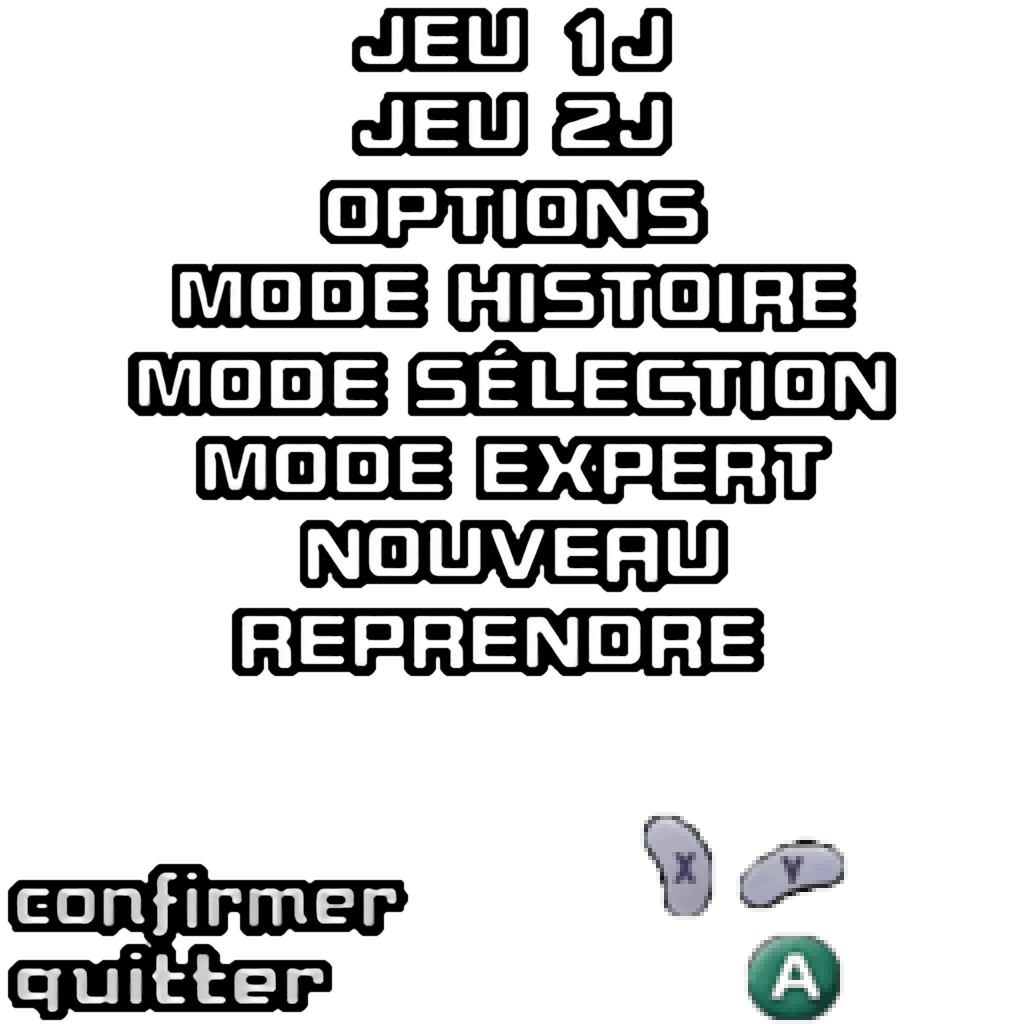 JEU 1J
JEU 2J
OPTIONS
MODE HISTOIRE
MODE SÉLECTION
MODE EXPERT
NOUVEAU
REPRENDRE
X Y
confirmer
quitter
A